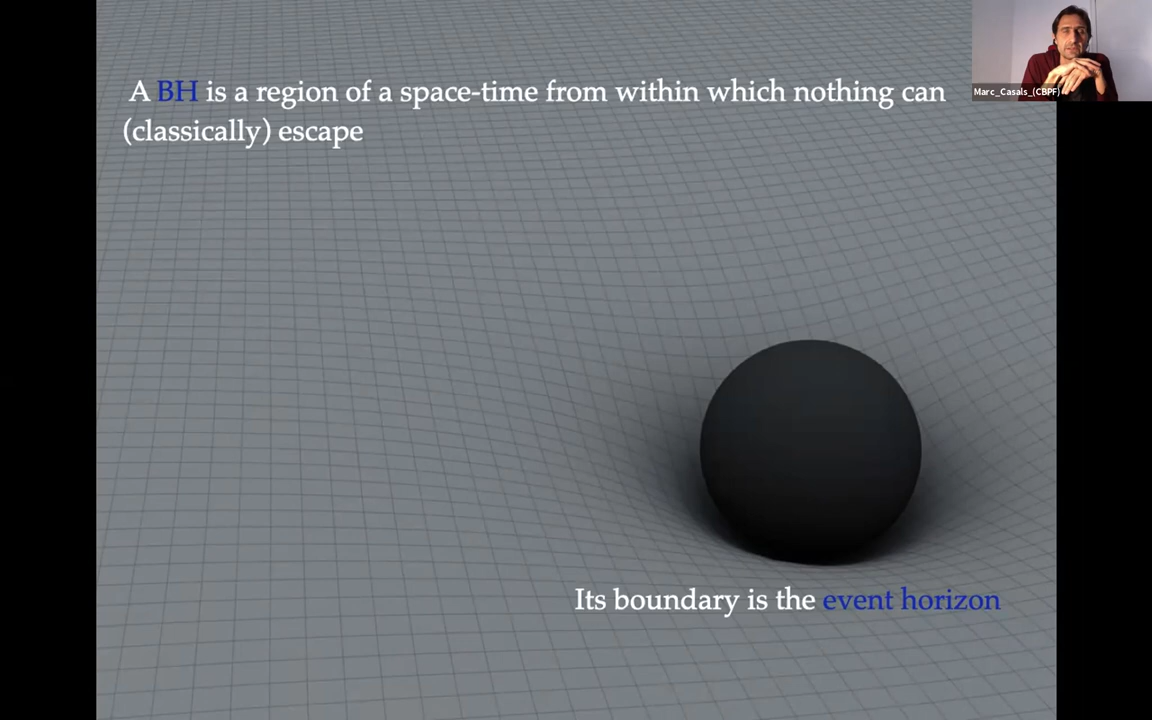 A BH is a region of a space-time from within which nothing can
(classically) escape
Marc_Casals_(CBPF)
Its boundary is the event horizon